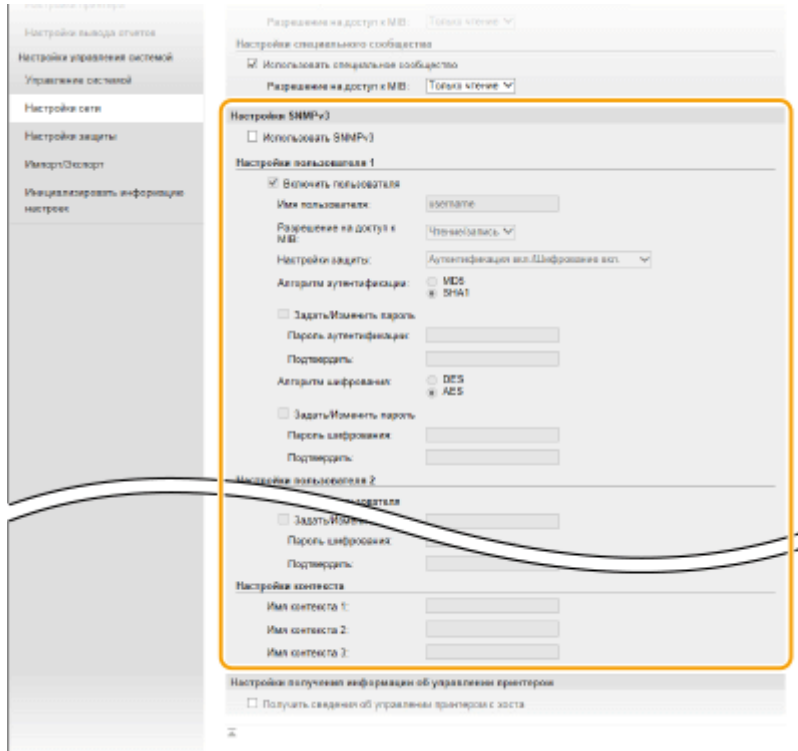 Настройки вывода отчетов
Настройки управления системой
Управление системой
Настройки сети
Настройки защиты
Импорт/Экспорт
Инициализировать информацию
настроек
Разрешение на доступ к MIB:
Только чтение
Настройки специального сообщества
Использовать специальное сообщество
Разрешение на доступ к MIB:
Только чтение
Настройки SNMPv3
Использовать SNMPv3
Настройки пользователя 1
Включить пользователя
Имя пользователя:
username
Разрешение на доступ к
MIB:
Чтение/запись
Настройки защиты:
Аутентификация вкл./Шифрование вкл.
Алгоритм аутентификации:
MD5
SHA1
Задать/Изменить пароль
Пароль аутентификации:
Подтвердить:
Алгоритм шифрования:
DES
AES
Задать/Изменить пароль
Пароль шифрования:
Подтвердить:
Настройки пользователя 2
Задать/Изм
Пароль шифрования:
Подтвердить:
Настройки контекста
Имя контекста 1:
Имя контекста 2:
Имя контекста 3:
Настройки получения информации об управлении принтером
Получить сведения об управлении принтером с хоста